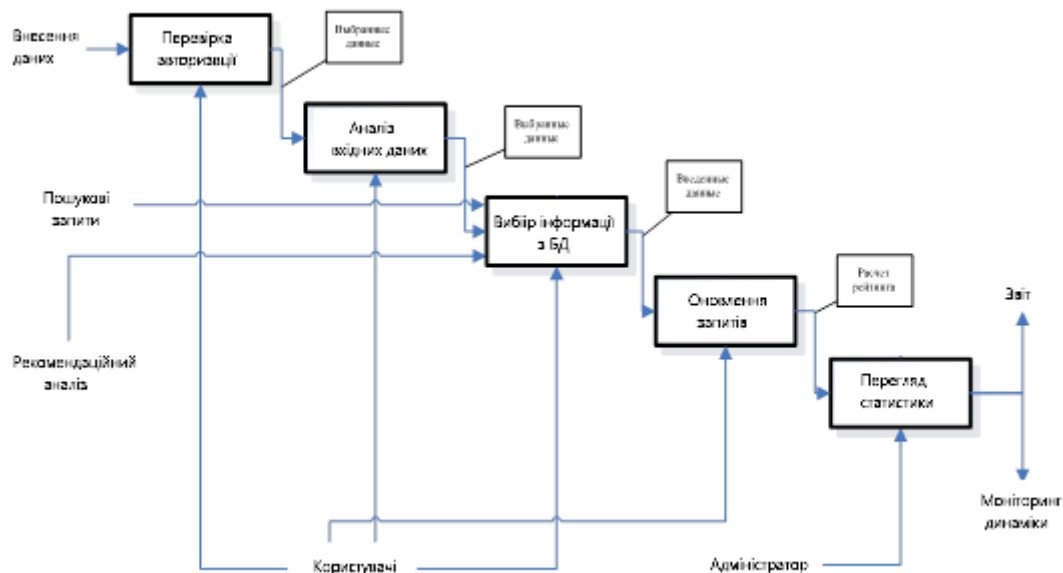 Внесення
даних
Перевірка
авторизації
Выбранные
данные
Аналіз
вхідних даних
Выбранные
данные
Пошукові
запити
Вибір інформації
з БД
Введенные
данные
Оновлення
запитів
Расчет
рейтинга
Звіт
Рекомендаційний
аналіз
Перегляд
статистики
Моніторинг
динаміки
Користувачі
Адміністратор